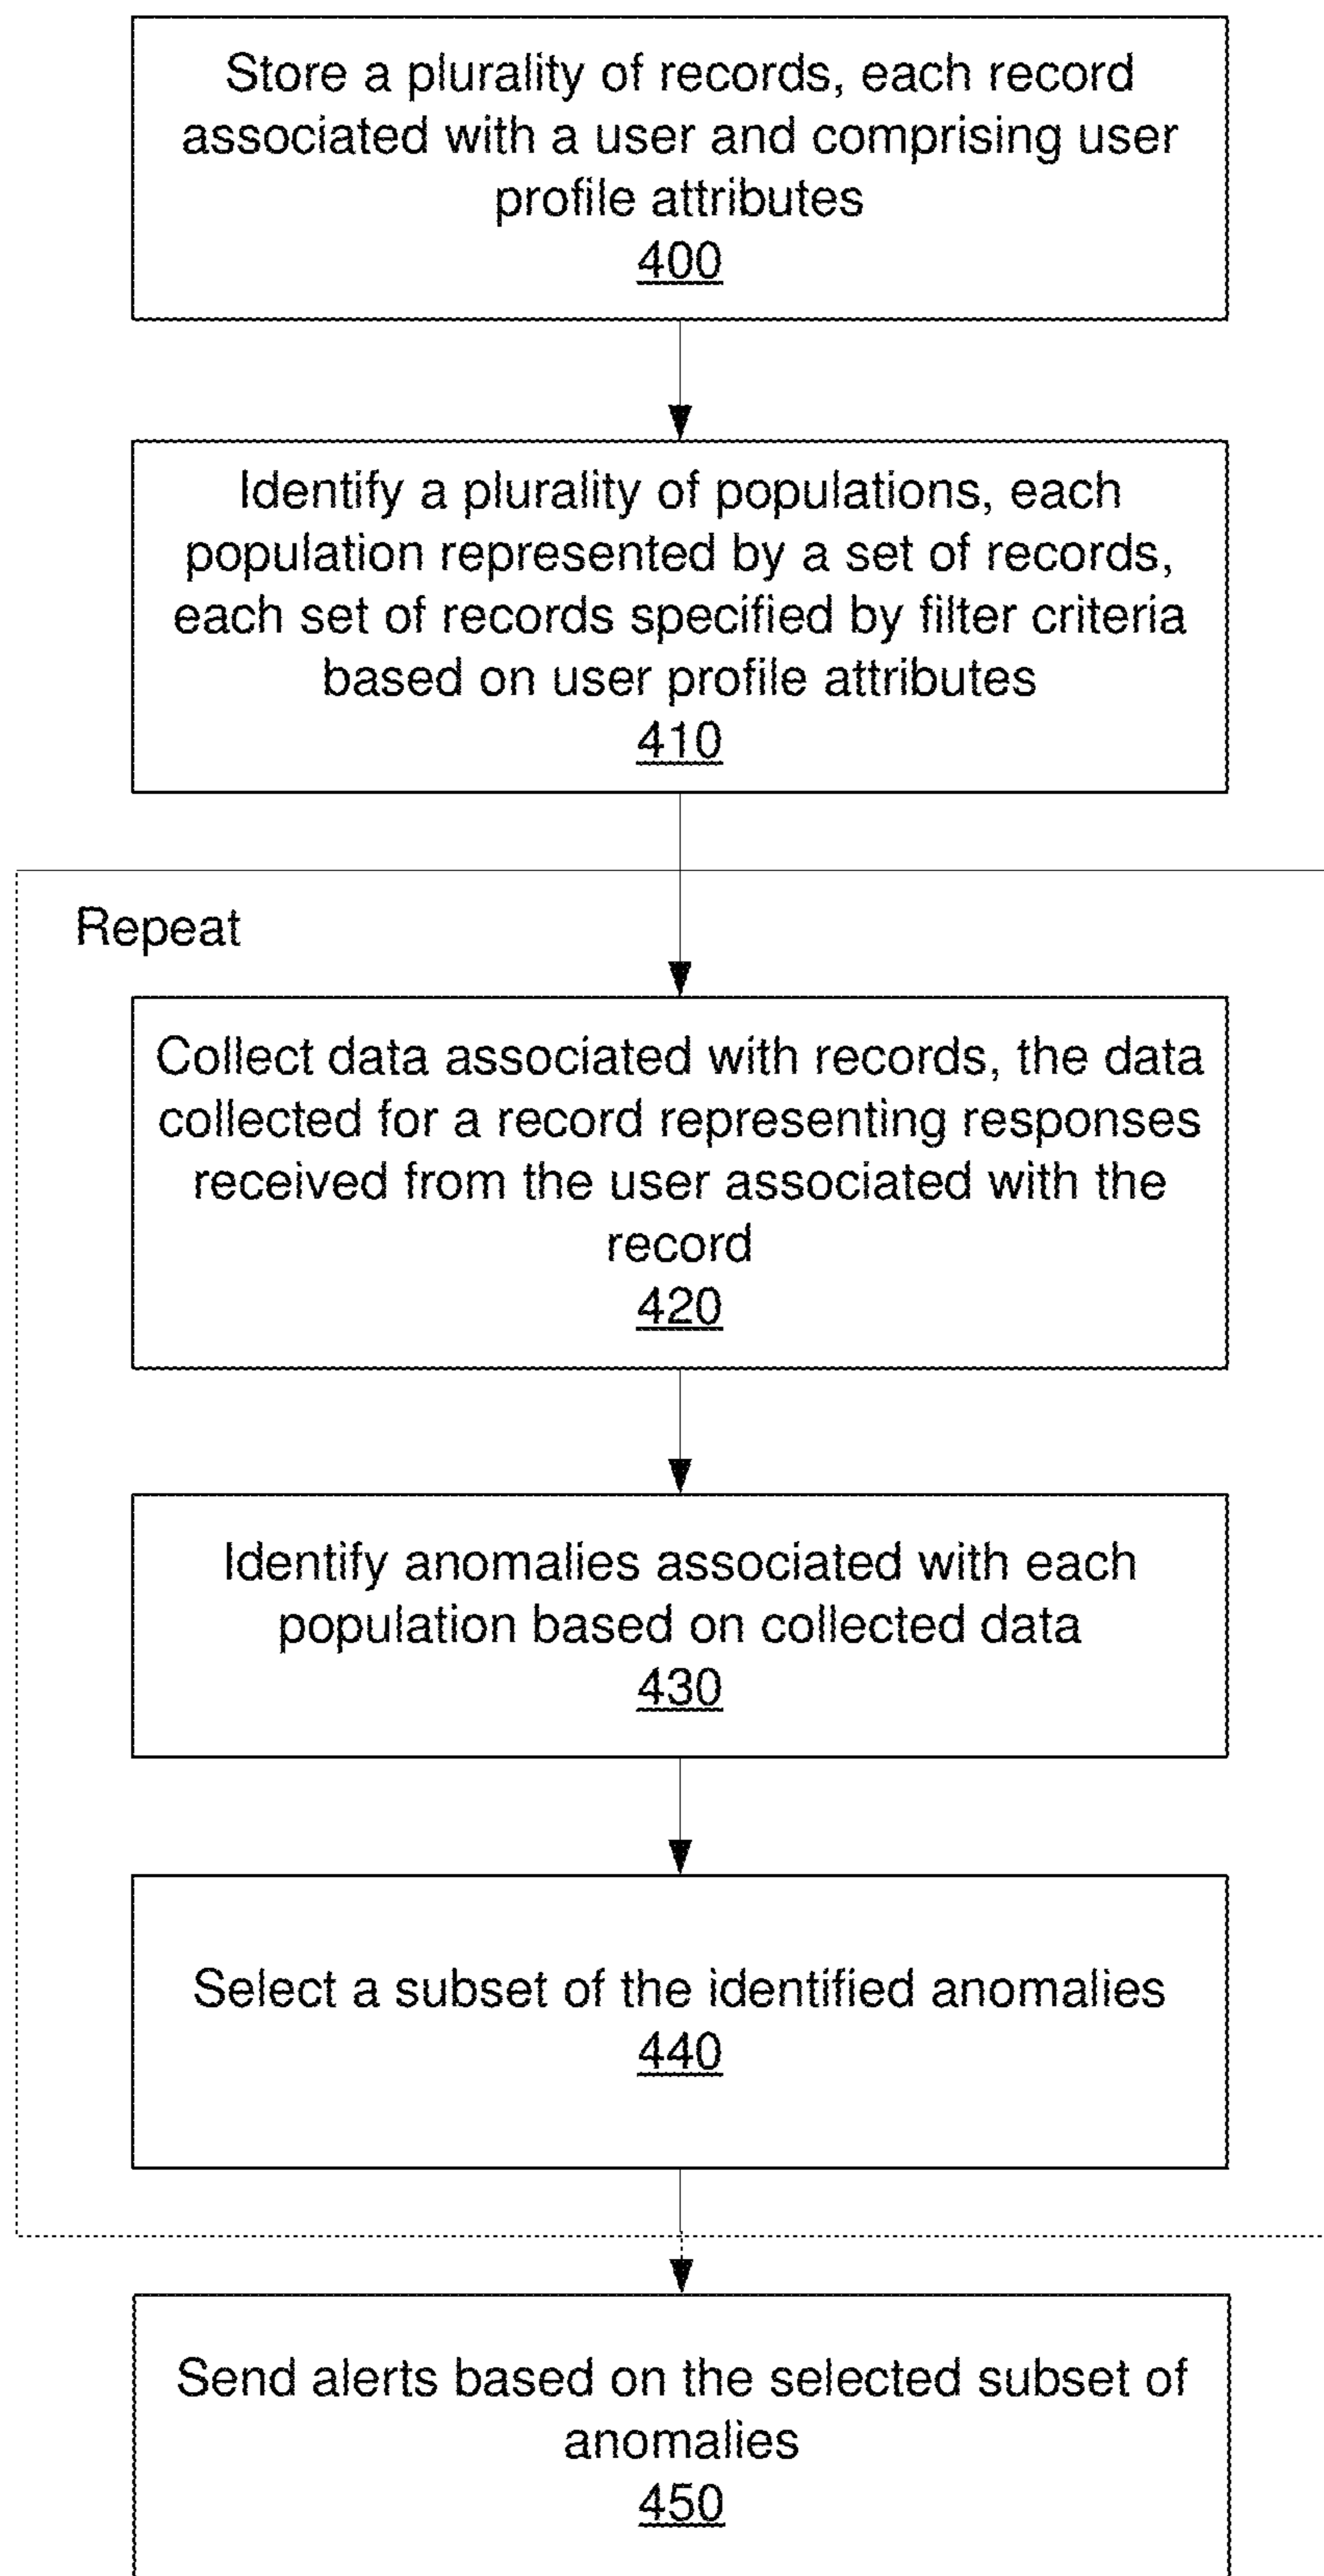 Store a plurality of records, each record
associated with a user and comprising user
profile attributes
400
Identify a plurality of populations, each
population represented by a set of records,
each set of records specified by filter criteria
based on user profile attributes
410
Repeat
Collect data associated with records, the data
collected for a record representing responses
received from the user associated with the
record
420
Identify anomalies associated with each
population based on collected data
430
Select a subset of the identified anomalies
440
Send alerts based on the selected subset of
anomalies
450